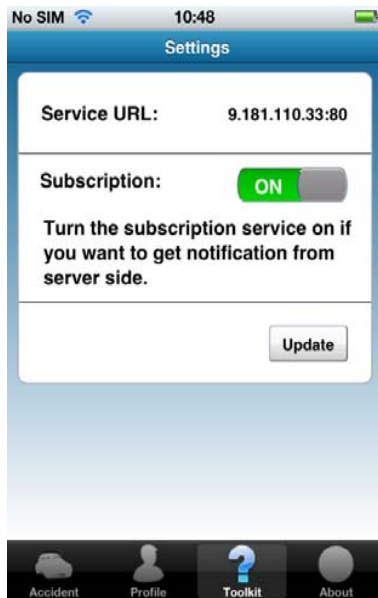 No SIM 10:48
Settings
Service URL: 9.181.110.33:80
Subscription: ON
Turn the subscription service on if
you want to get notification from
server side.
Update
Accident Profile Toolkit About